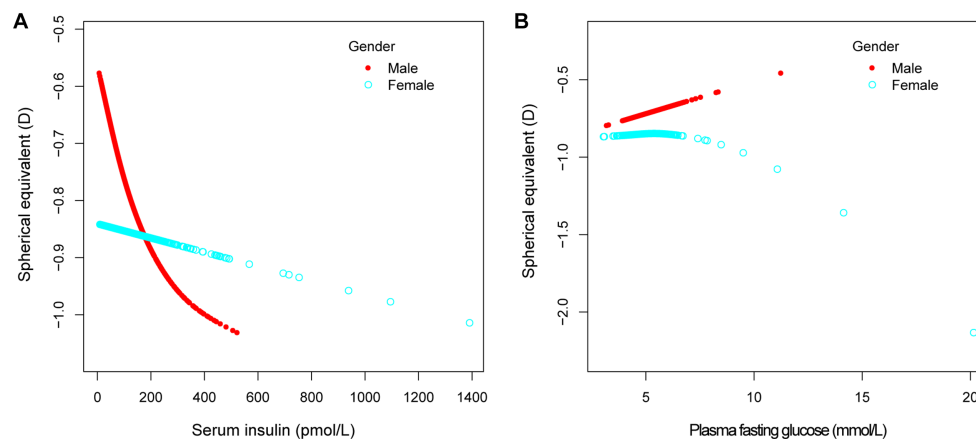 A
Spherical equivalent (D)
−0.5
−0.6
−0.7
−0.8
−0.9
−1.0
Gender
Male
Female
0
200
400
600
800
1000
1200
1400
Serum insulin (pmol/L)
B
Spherical equivalent (D)
−0.5
−1.0
−1.5
−2.0
Gender
Male
Female
5
10
15
20
Plasma fasting glucose (mmol/L)